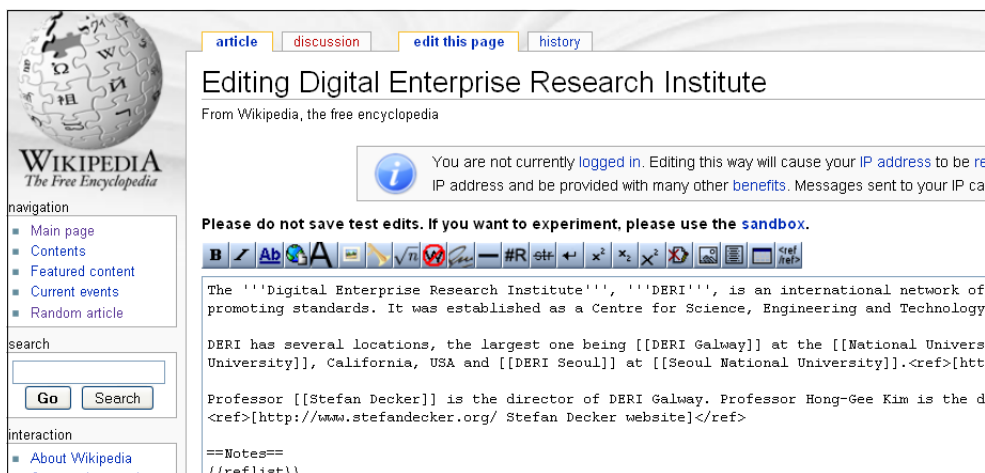 article discussion edit this page history
Editing Digital Enterprise Research Institute
From Wikipedia, the free encyclopedia
WIKIPEDIA
The Free Encyclopedia
You are not currently logged in. Editing this way will cause your IP address to be
IP address and be provided with many other benefits. Messages sent to your IP
navigation
Main page
Contents
Featured content
Current events
Random article
search
Go Search
interaction
About Wikipedia
Please do not save test edits. If you want to experiment, please use the sandbox.
B I Ab A √n W #R str x² x₂ x² <ref /ref>
The '''Digital Enterprise Research Institute''', '''DERI''', is an international network of
promoting standards. It was established as a Centre for Science, Engineering and Technology
DERI has several locations, the largest one being [[DERI Galway]] at the [[National
University]], California, USA and [[DERI Seoul]] at [[Seoul National University]].<ref>[
Professor [[Stefan Decker]] is the director of DERI Galway. Professor Hong-Gee Kim is the
<ref>[http://www.stefandecker.org/ Stefan Decker website]</ref>
==Notes==
{{reflist}}